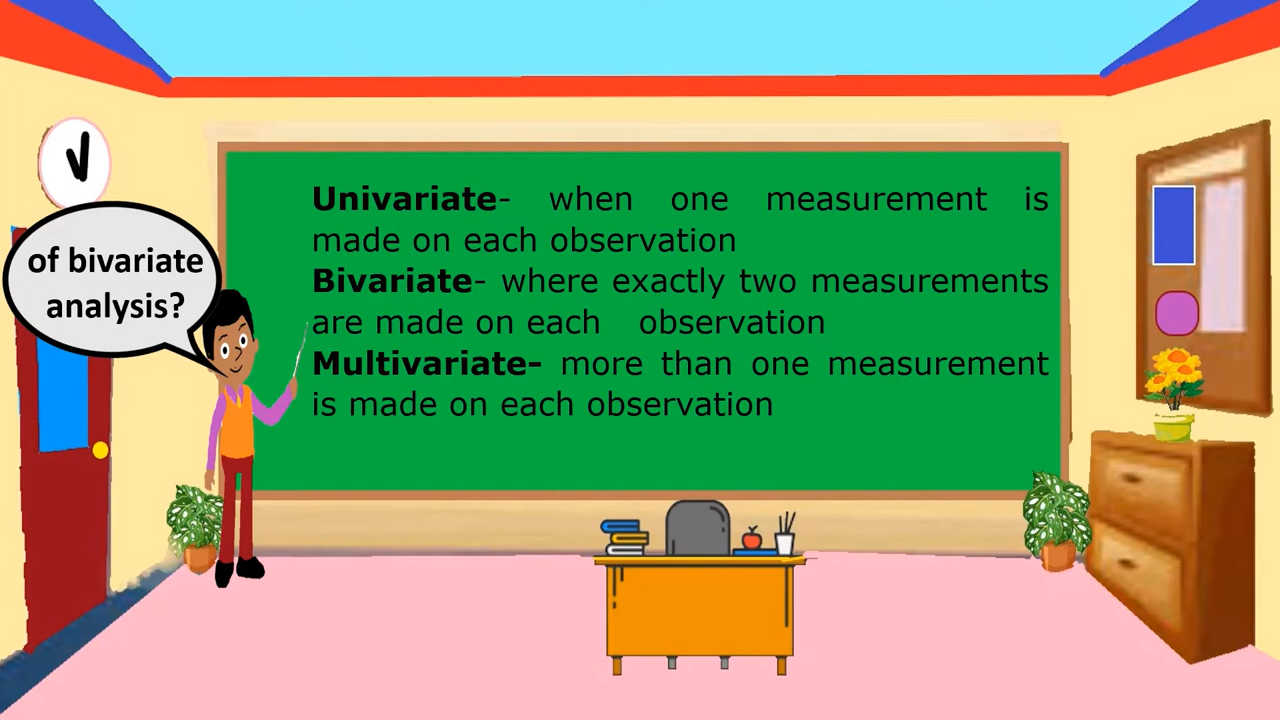 of bivariate
analysis?
Univariate- when one measurement is
made on each observation
Bivariate- where exactly two measurements
are made on each observation
Multivariate- more than one measurement
is made on each observation